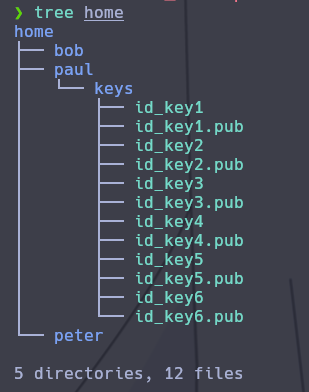 ❯ tree home
home
├── bob
├── paul
│   └── keys
│       ├── id_key1
│       ├── id_key1.pub
│       ├── id_key2
│       ├── id_key2.pub
│       ├── id_key3
│       ├── id_key3.pub
│       ├── id_key4
│       ├── id_key4.pub
│       ├── id_key5
│       ├── id_key5.pub
│       ├── id_key6
│       └── id_key6.pub
└── peter
5 directories, 12 files